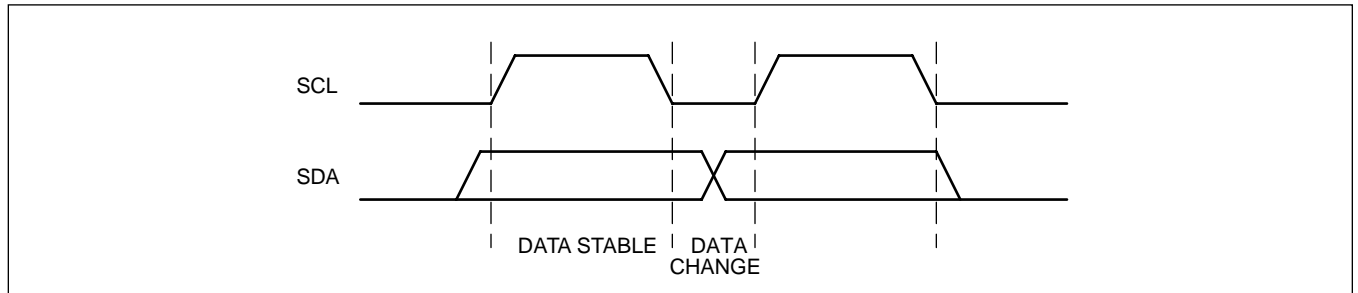 SCL
SDA
DATA STABLE
DATA
CHANGE